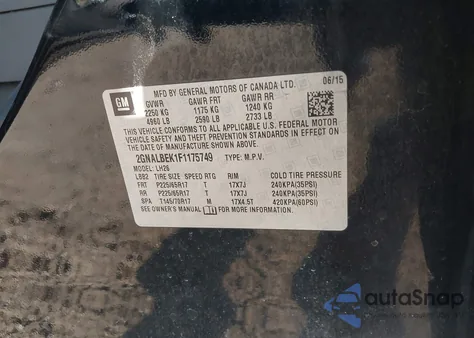 GM
MFD BY GENERAL MOTORS OF CANADA LTD. 06/15
GVWR GAWR FRT GAWR RR
2250 KG 1175 KG 1240 KG
4960 LB 2590 LB 2733 LB
THIS VEHICLE CONFORMS TO ALL APPLICABLE U.S. FEDERAL MOTOR
VEHICLE SAFETY AND THEFT PREVENTION STANDARDS IN EFFECT ON
THE DATE OF MANUFACTURE SHOWN ABOVE.
2GNALBEK1F1175749 TYPE: M.P.V.
MODEL: LH26
TIRE SIZE SPEED RTG RIM COLD TIRE PRESSURE
FRT P225/65R17 T 17X7J 240KPA(35PSI)
RR P225/65R17 T 17X7J 240KPA(35PSI)
SPA T145/70R17 M 17X4.5T 420KPA(60PSI)
SEE OWNER'S MANUAL FOR ADDITIONAL INFORMATION.
autoSnap